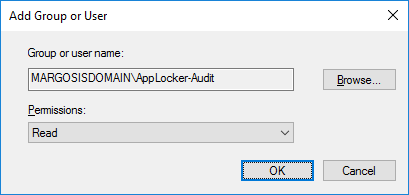 Add Group or User
Group or user name:
MARGOSISDOMAIN\AppLocker-Audit
Browse...
Permissions:
Read
OK
Cancel